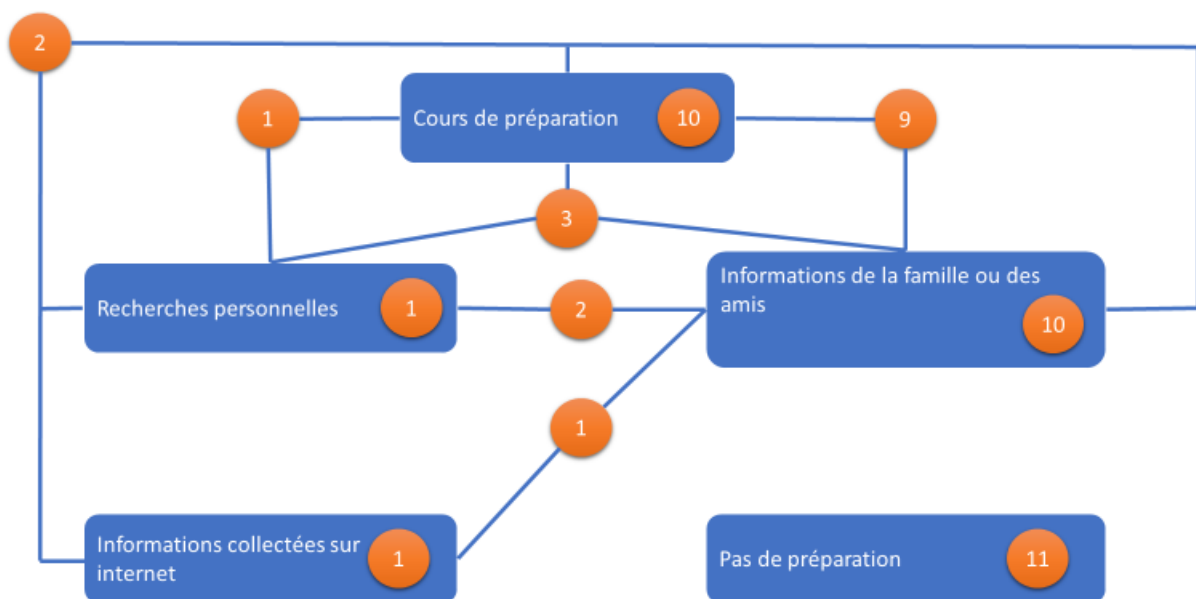 2
1
Cours de préparation
10
9
3
Recherches personnelles
1
2
Informations de la famille ou des
amis
10
1
Informations collectées sur
internet
1
Pas de préparation
11